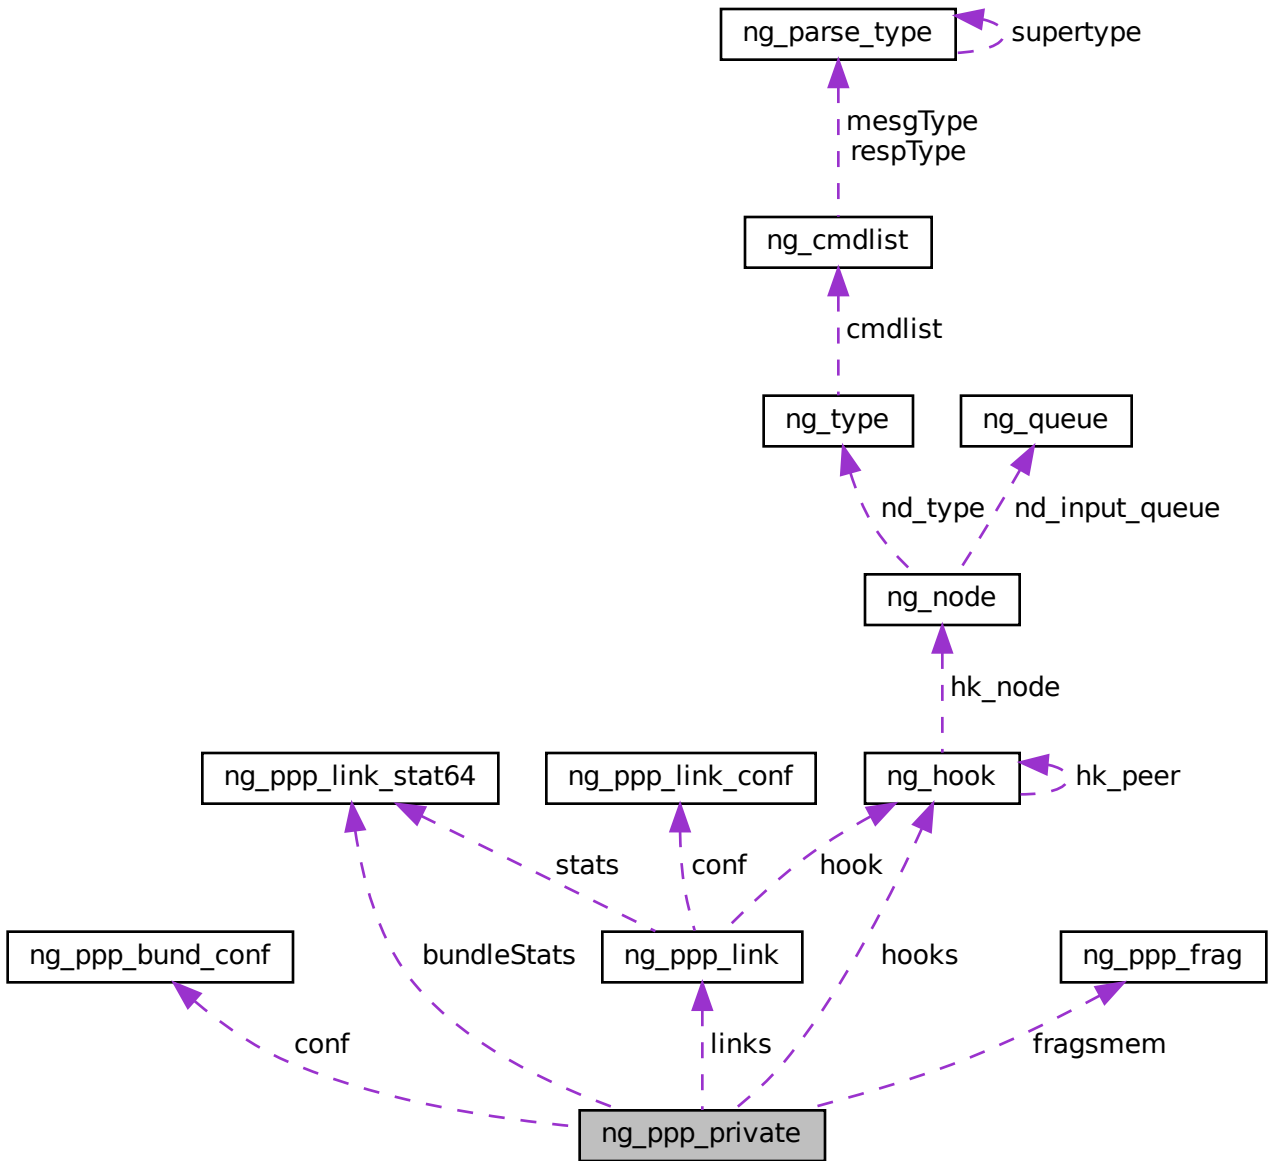 ng_parse_type
supertype
mesgType
respType
ng_cmdlist
cmdlist
ng_type
ng_queue
nd_type
nd_input_queue
ng_node
hk_node
ng_ppp_link_stat64
ng_ppp_link_conf
ng_hook
hk_peer
stats
conf
hook
ng_ppp_bund_conf
bundleStats
ng_ppp_link
hooks
ng_ppp_frag
conf
links
fragsmem
ng_ppp_private